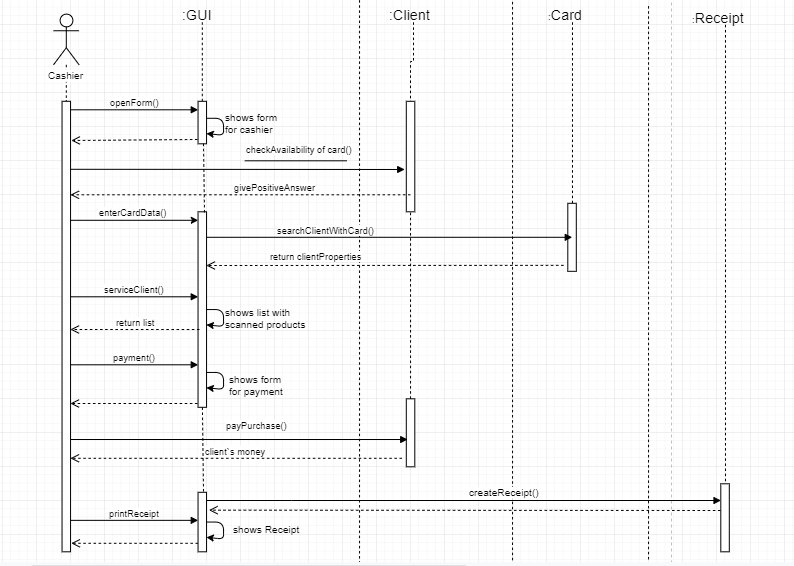 :GUI
:Client
:Card
:Receipt
Cashier
openForm()
shows form
for cashier
checkAvailability of card()
givePositiveAnswer
enterCardData()
searchClientWithCard()
return clientProperties
serviceClient()
shows list with
scanned products
return list
payment()
shows form
for payment
payPurchase()
client`s money
createReceipt()
printReceipt
shows Receipt